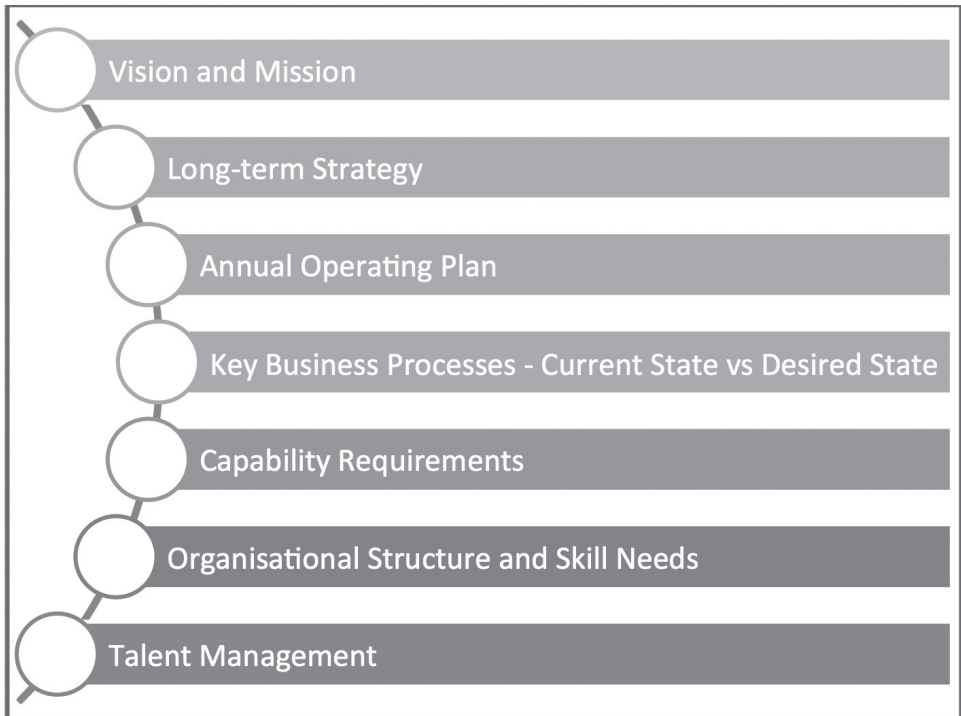 Vision and Mission
Long-term Strategy
Annual Operating Plan
Key Business Processes - Current State vs Desired State
Capability Requirements
Organisational Structure and Skill Needs
Talent Management